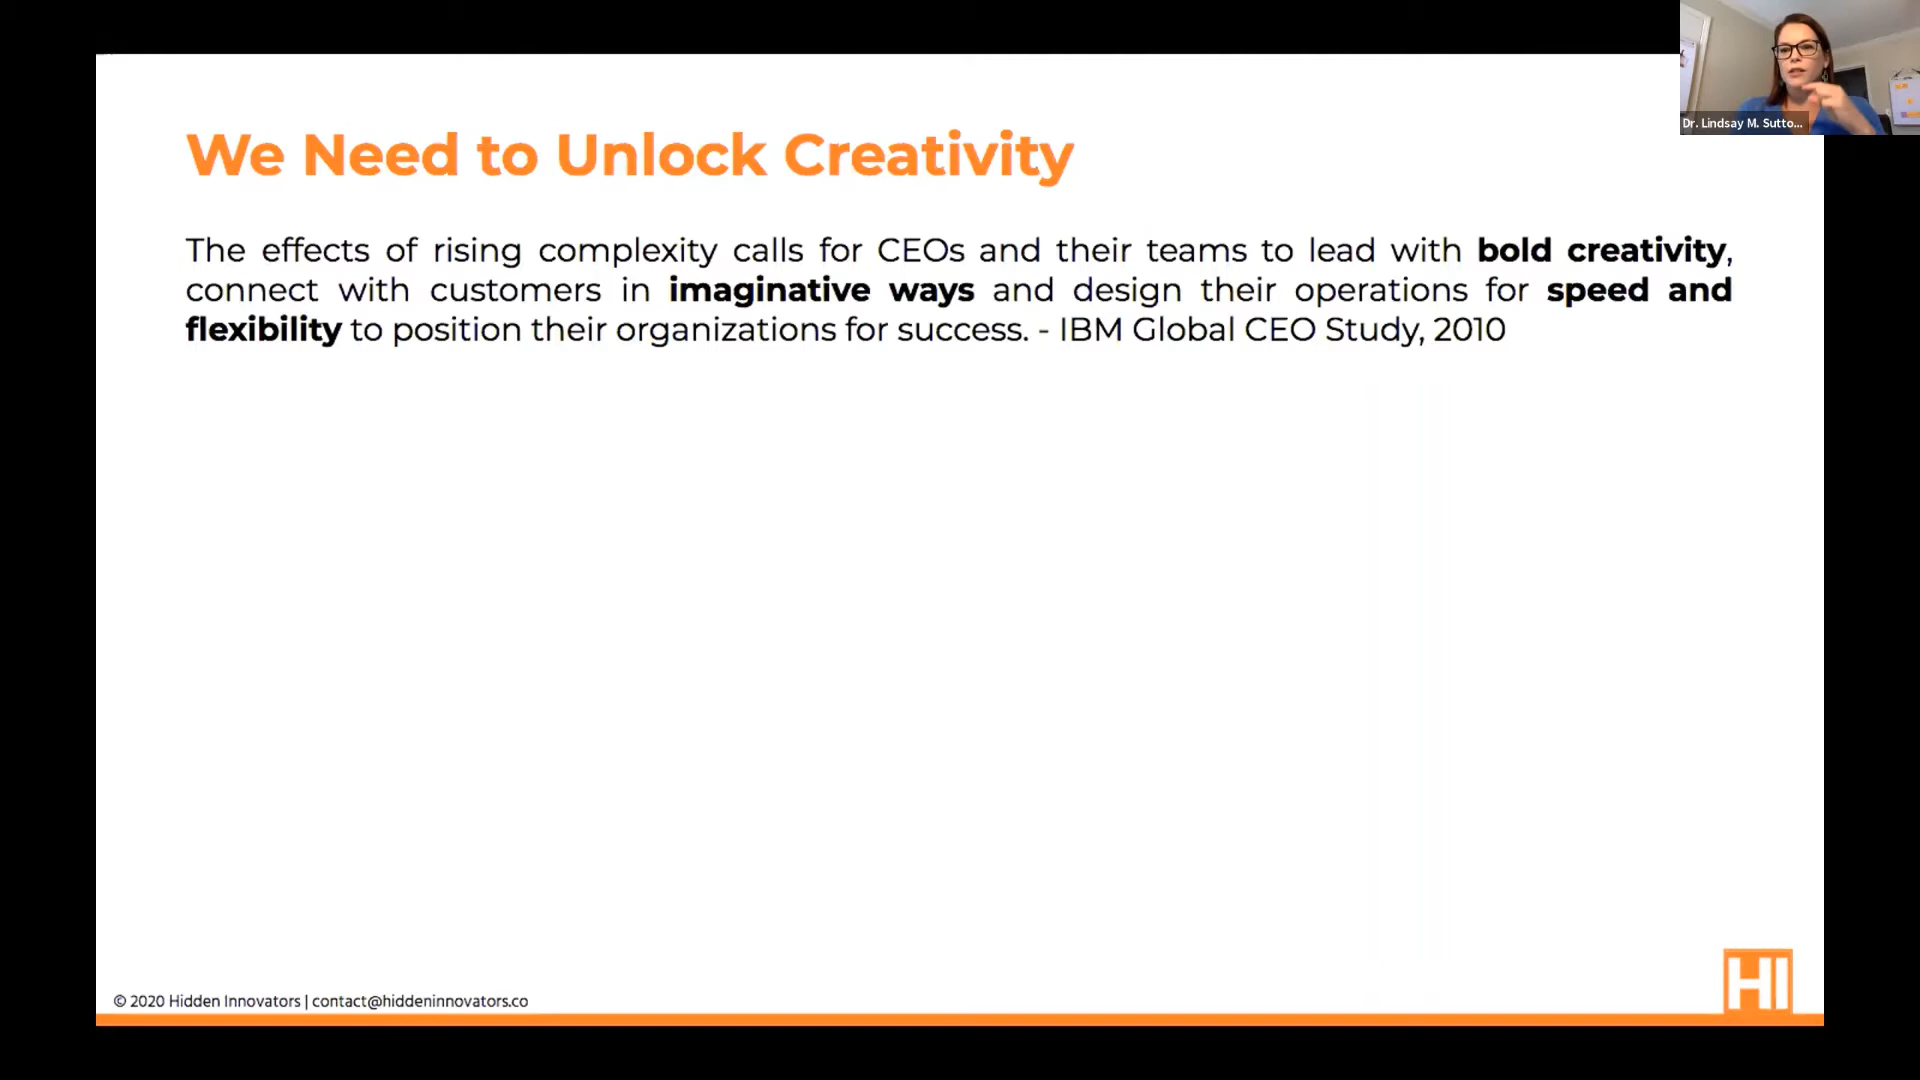 Dr. Lindsay M. Sutto...
We Need to Unlock Creativity
The effects of rising complexity calls for CEOs and their teams to lead with bold creativity,
connect with customers in imaginative ways and design their operations for speed and
flexibility to position their organizations for success. - IBM Global CEO Study, 2010
© 2020 Hidden Innovators | contact@hiddeninnovators.co
HI